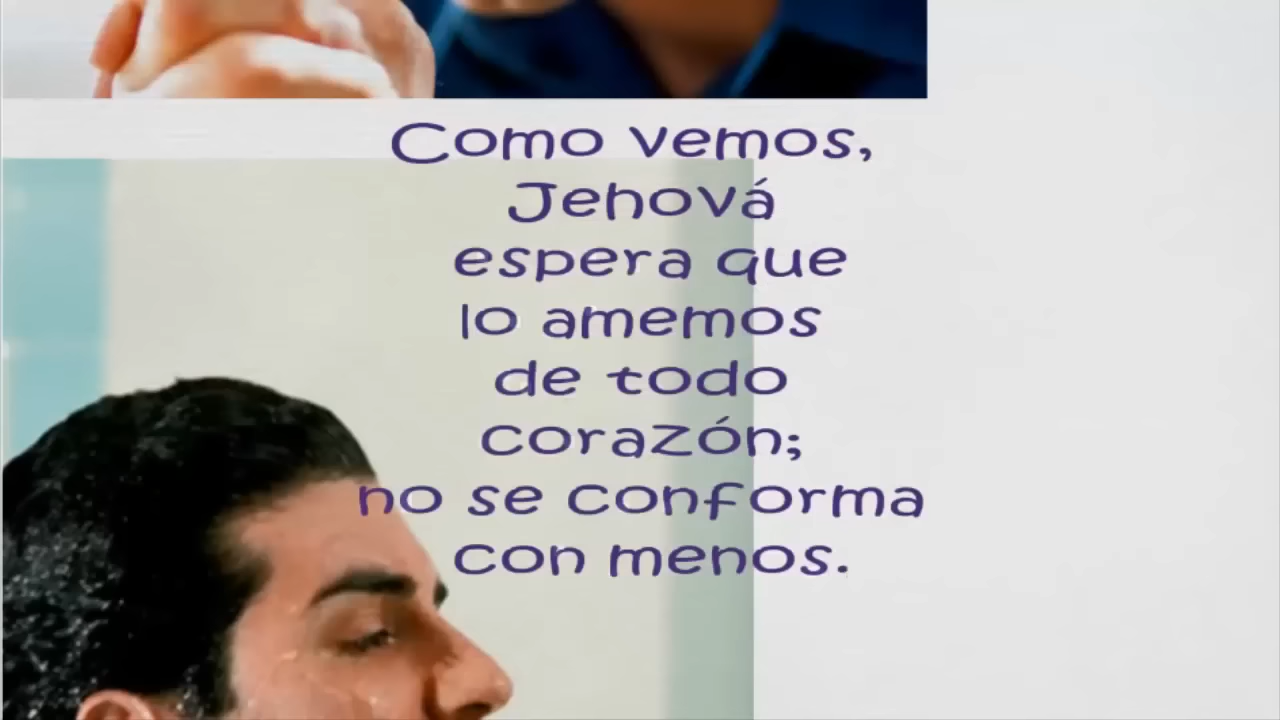 Como vemos,
Jehová
espera que
lo amemos
de todo
corazón;
no se conforma
con menos.